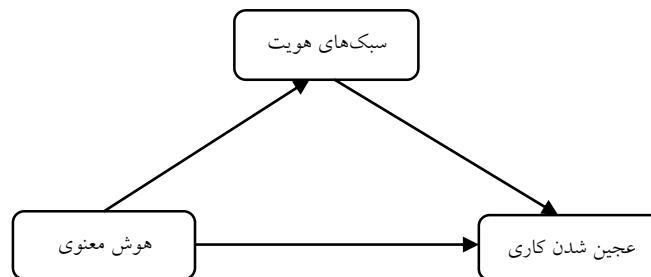 سبک‌های هویت
هوش معنوی
عجین شدن کاری